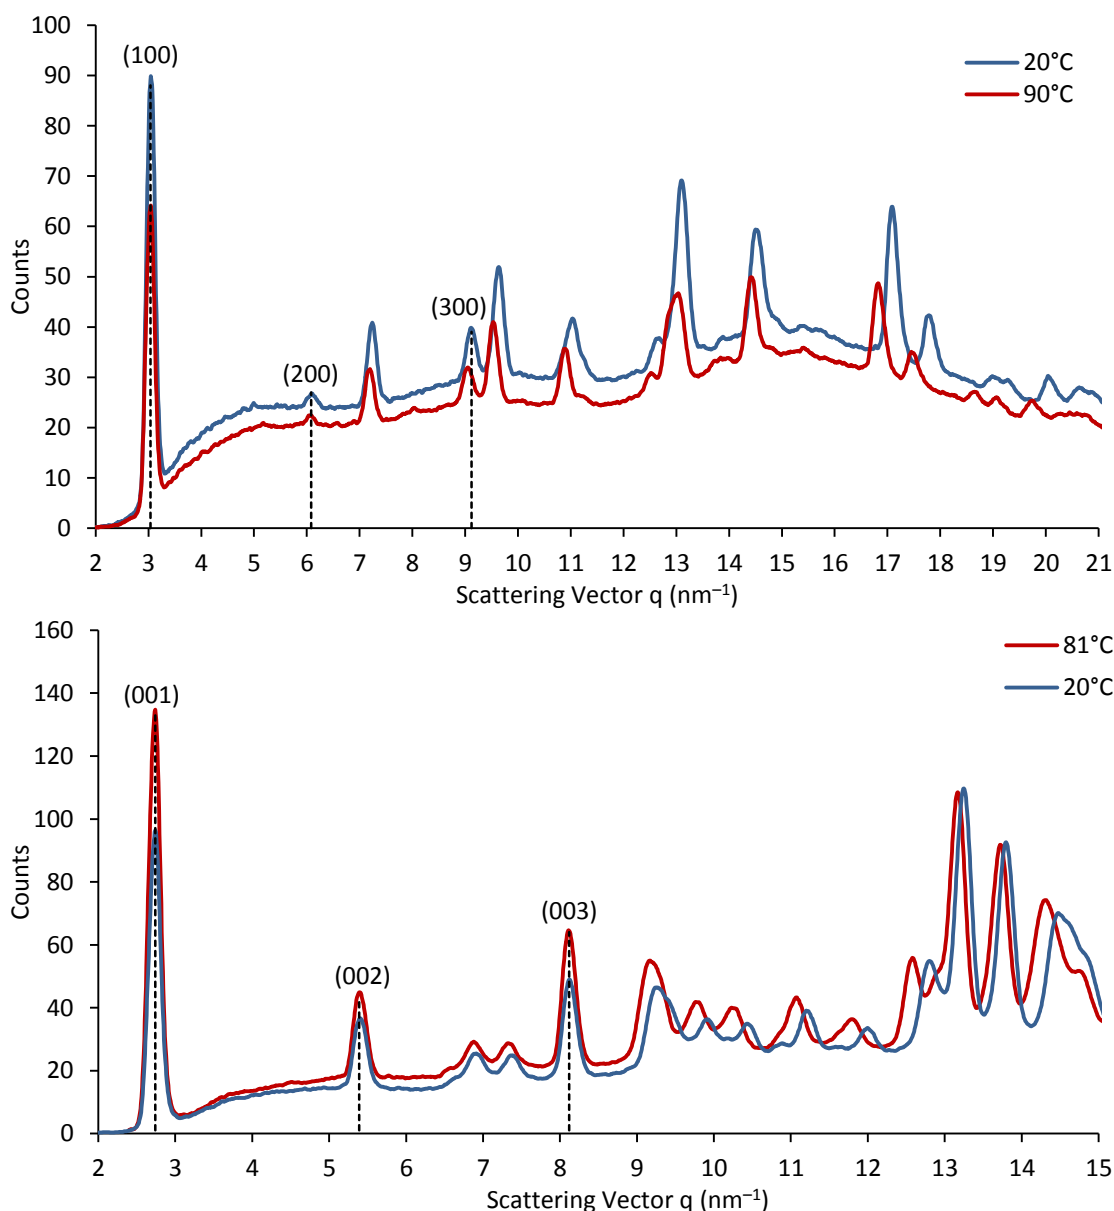 100
90
80
70
60
50
40
30
20
10
0
Counts
(100)
(200)
(300)
20°C
90°C
2 3 4 5 6 7 8 9 10 11 12 13 14 15 16 17 18 19 20 21
Scattering Vector q (nm⁻¹)
160
140
120
100
80
60
40
20
0
Counts
(001)
(002)
(003)
81°C
20°C
2 3 4 5 6 7 8 9 10 11 12 13 14 15
Scattering Vector q (nm⁻¹)